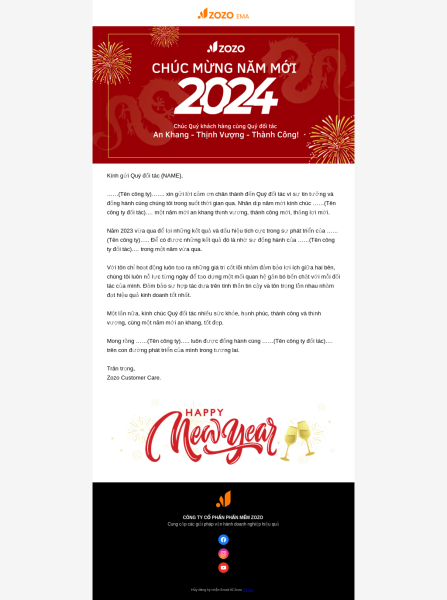 ZOZO EMA
ZOZO
CHÚC MỪNG NĂM MỚI
2024
Chúc Quý khách hàng cùng Quý đối tác
An Khang - Thịnh Vượng - Thành Công!
Kính gửi Quý đối tác {NAME},
……(Tên công ty)…… xin gửi lời cảm ơn chân thành đến Quý đối tác vì sự tin tưởng và
đồng hành cùng chúng tôi trong suốt thời gian qua. Nhân dịp năm mới kính chúc ……(Tên
công ty đối tác)…. một năm mới an khang thịnh vượng, thành công mới, thắng lợi mới.
Năm 2023 vừa qua để lại những kết quả và dấu hiệu tích cực trong sự phát triển của ……
(Tên công ty)….. Để có được những kết quả đó là nhờ sự đồng hành của ……(Tên công
ty đối tác)…. trong một năm vừa qua.
Với tôn chỉ hoạt động luôn tạo ra những giá trị cốt lõi nhằm đảm bảo lợi ích giữa hai bên,
chúng tôi luôn nỗ lực từng ngày để tạo dựng một mối quan hệ gắn bó bền chặt với mỗi đối
tác của mình. Đảm bảo sự hợp tác dựa trên tinh thần tin cậy và tôn trọng lẫn nhau nhằm
đạt hiệu quả kinh doanh tốt nhất.
Một lần nữa, kính chúc Quý đối tác nhiều sức khỏe, hạnh phúc, thành công và thịnh
vượng, cùng một năm mới an khang, tốt đẹp.
Mong rằng ……(Tên công ty)….. luôn được đồng hành cùng ……(Tên công ty đối tác)….
trên con đường phát triển của mình trong tương lai.
Trân trọng,
Zozo Customer Care.
HAPPY
New Year
CÔNG TY CỔ PHẦN PHẦN MỀM ZOZO
Cung cấp các giải pháp vận hành doanh nghiệp hiệu quả